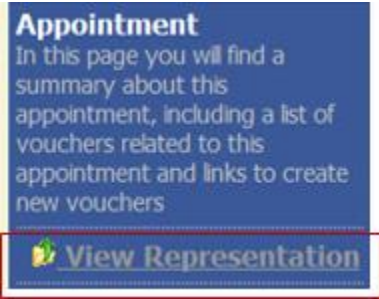 Appointment
In this page you will find a
summary about this
appointment, including a list of
vouchers related to this
appointment and links to create
new vouchers
View Representation